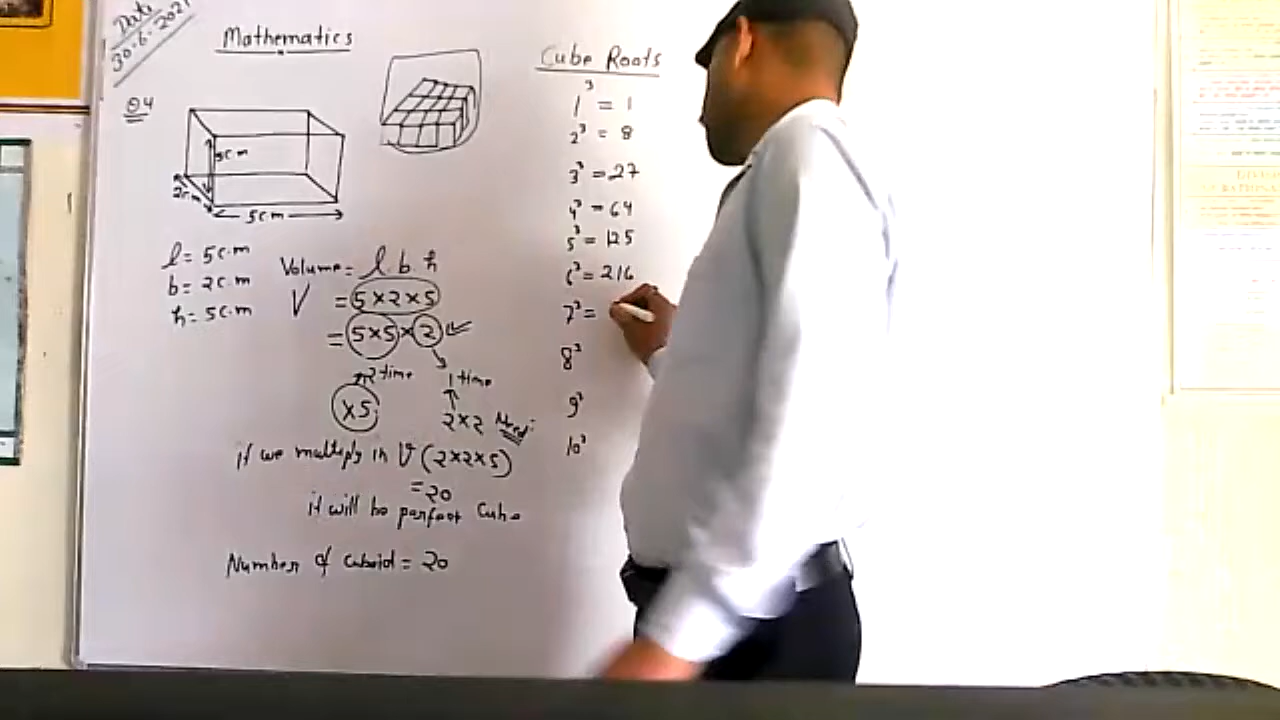 Date
30-6-2021
Mathematics
Q4
5cm
2cm
5cm
l = 5cm
b = 2cm
h = 5cm
Volume = l b h
V = 5×2×5
= 5×5×2
2 time
1 time
×5
2×2 Need
if we multiply in V (2×2×5)
= 20
it will be perfect cube
Number of cuboid = 20
Cube Roots
1³ = 1
2³ = 8
3³ = 27
4³ = 64
5³ = 125
6³ = 216
7³ =
8³
9³
10³